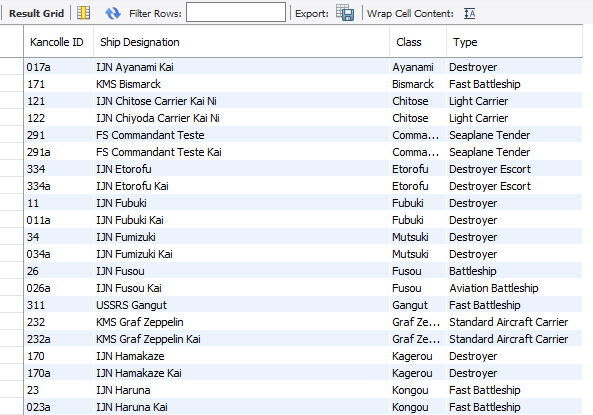 Result Grid Filter Rows: Export: Wrap Cell Content: IA
Kancolle ID Ship Designation Class Type
017a IJN Ayanami Kai Ayanami Destroyer
171 KMS Bismarck Bismarck Fast Battleship
121 IJN Chitose Carrier Kai Ni Chitose Light Carrier
122 IJN Chiyoda Carrier Kai Ni Chitose Light Carrier
291 FS Commandant Teste Comma... Seaplane Tender
291a FS Commandant Teste Kai Comma... Seaplane Tender
334 IJN Etorofu Etorofu Destroyer Escort
334a IJN Etorofu Kai Etorofu Destroyer Escort
11 IJN Fubuki Fubuki Destroyer
011a IJN Fubuki Kai Fubuki Destroyer
34 IJN Fumizuki Mutsuki Destroyer
034a IJN Fumizuki Kai Mutsuki Destroyer
26 IJN Fusou Fusou Battleship
026a IJN Fusou Kai Fusou Aviation Battleship
311 USSRS Gangut Gangut Fast Battleship
232 KMS Graf Zeppelin Graf Ze... Standard Aircraft Carrier
232a KMS Graf Zeppelin Kai Graf Ze... Standard Aircraft Carrier
170 IJN Hamakaze Kagerou Destroyer
170a IJN Hamakaze Kai Kagerou Destroyer
23 IJN Haruna Kongou Fast Battleship
023a IJN Haruna Kai Kongou Fast Battleship